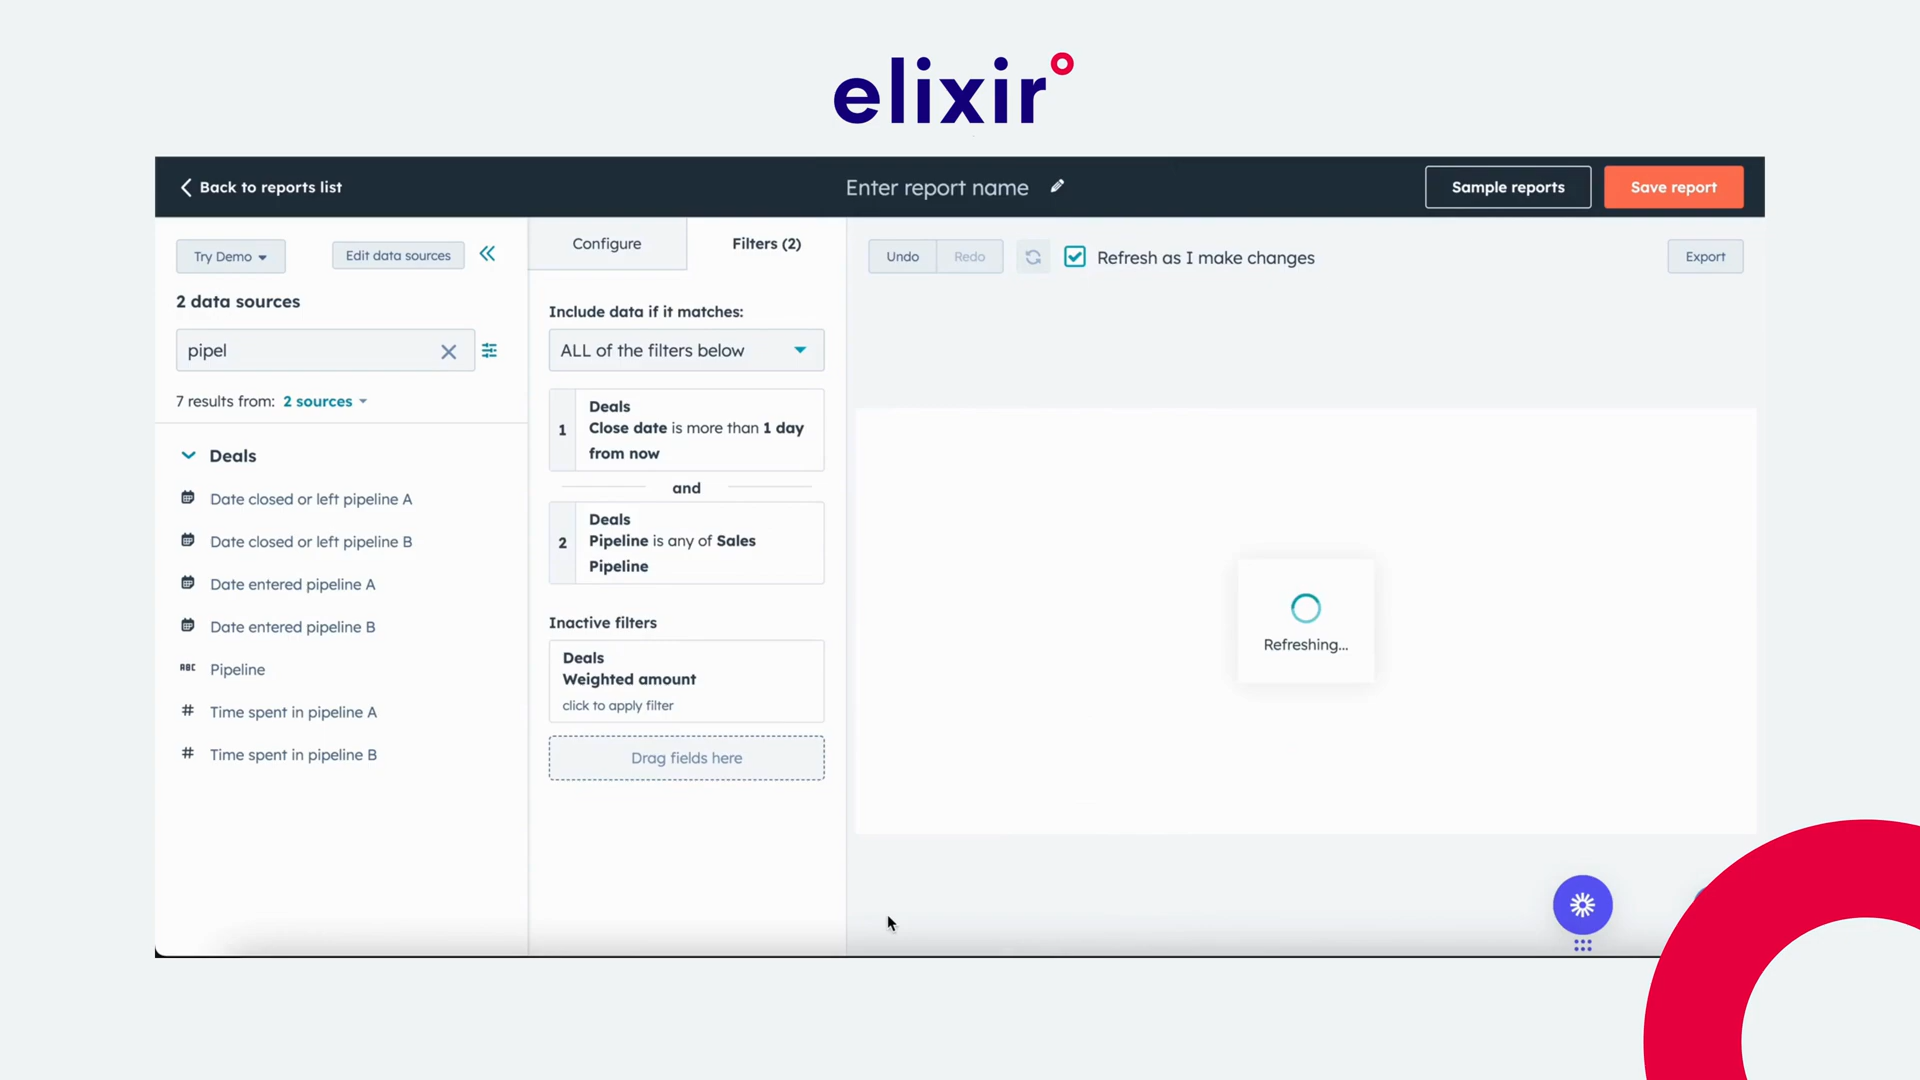 elixir
Back to reports list
Enter report name
Sample reports
Save report
Try Demo
Edit data sources
2 data sources
pipel
7 results from: 2 sources
Deals
Date closed or left pipeline A
Date closed or left pipeline B
Date entered pipeline A
Date entered pipeline B
ABC Pipeline
# Time spent in pipeline A
# Time spent in pipeline B
Configure
Filters (2)
Include data if it matches:
ALL of the filters below
1
Deals
Close date is more than 1 day
from now
and
2
Deals
Pipeline is any of Sales
Pipeline
Inactive filters
Deals
Weighted amount
click to apply filter
Drag fields here
Undo
Redo
Refresh as I make changes
Export
Refreshing...